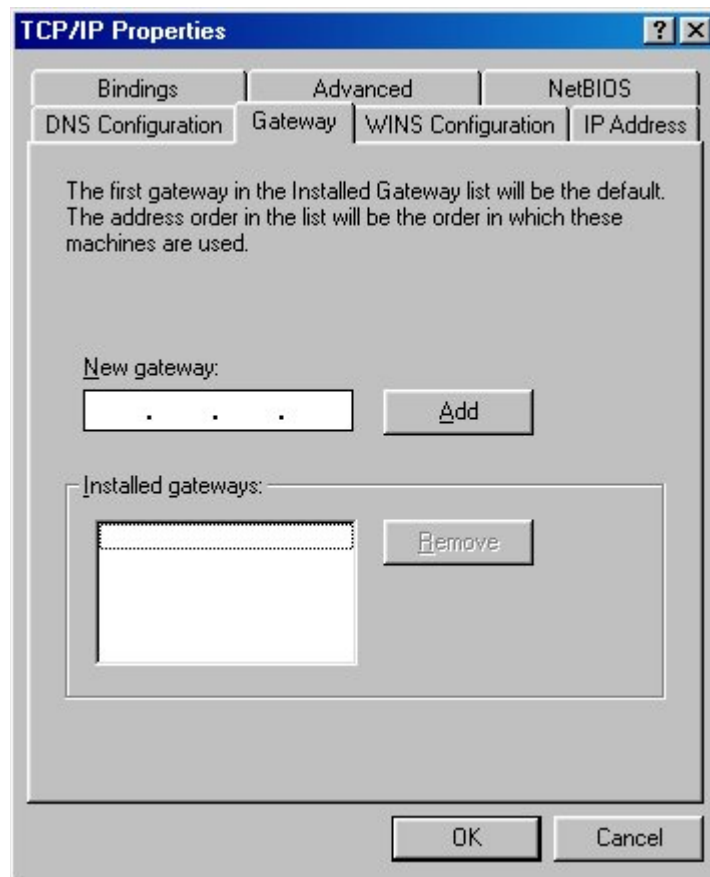 TCP/IP Properties
Bindings
Advanced
NetBIOS
DNS Configuration
Gateway
WINS Configuration
IP Address
The first gateway in the Installed Gateway list will be the default.
The address order in the list will be the order in which these
machines are used.
New gateway:
. . .
Add
Installed gateways:
Remove
OK
Cancel